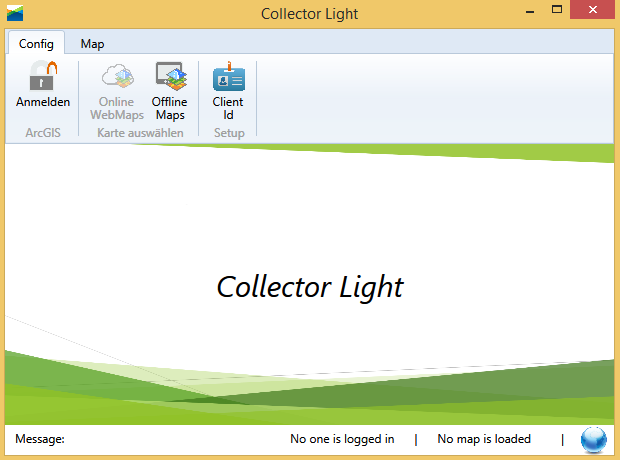 Collector Light
Config Map
Anmelden Online Offline Client
WebMaps Maps Id
ArcGIS Karte auswählen Setup
Collector Light
Message: No one is logged in | No map is loaded |